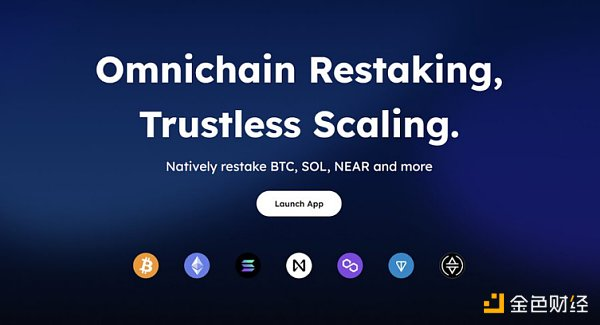 Omnichain Restaking,
Trustless Scaling.
Natively restake BTC, SOL, NEAR and more
Launch App
金色财经